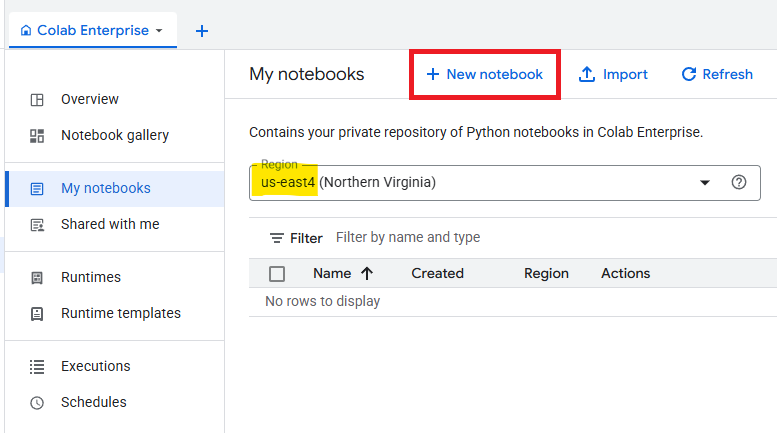 Colab Enterprise
My notebooks
+ New notebook
Import
Refresh
Overview
Notebook gallery
My notebooks
Shared with me
Runtimes
Runtime templates
Executions
Schedules
Contains your private repository of Python notebooks in Colab Enterprise.
Region
us-east4 (Northern Virginia)
Filter Filter by name and type
Name Created Region Actions
No rows to display